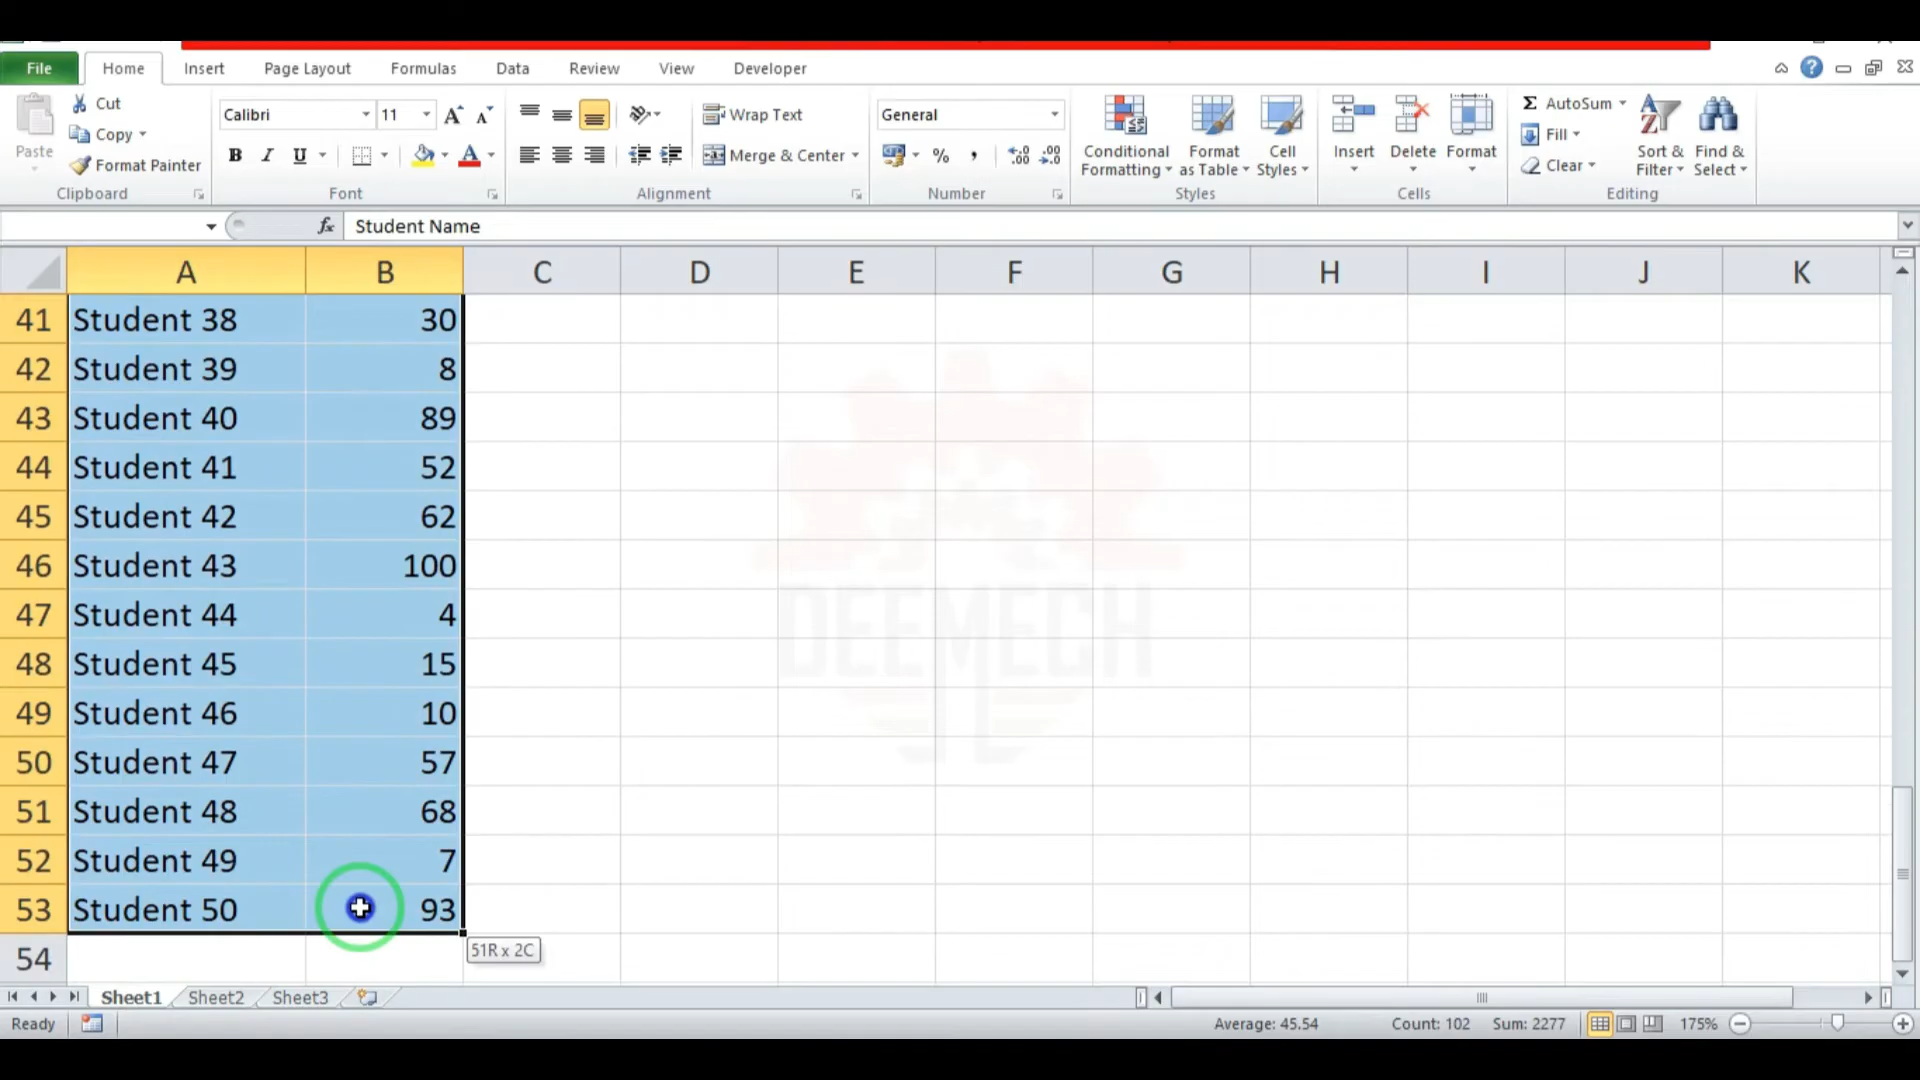 File Home Insert Page Layout Formulas Data Review View Developer
Paste Cut Copy Format Painter Clipboard
Calibri 11 B I U Font
Wrap Text Merge & Center Alignment
General % , Number
Conditional Formatting Format as Table Cell Styles Styles
Insert Delete Format Cells
Σ AutoSum Fill Clear Sort & Filter Find & Select Editing
fx Student Name
A B C D E F G H I J K
41 Student 38 30
42 Student 39 8
43 Student 40 89
44 Student 41 52
45 Student 42 62
46 Student 43 100
47 Student 44 4
48 Student 45 15
49 Student 46 10
50 Student 47 57
51 Student 48 68
52 Student 49 7
53 Student 50 93
51R x 2C
54
DEEMECH
Sheet1 Sheet2 Sheet3
Ready Average: 45.54 Count: 102 Sum: 2277 175%